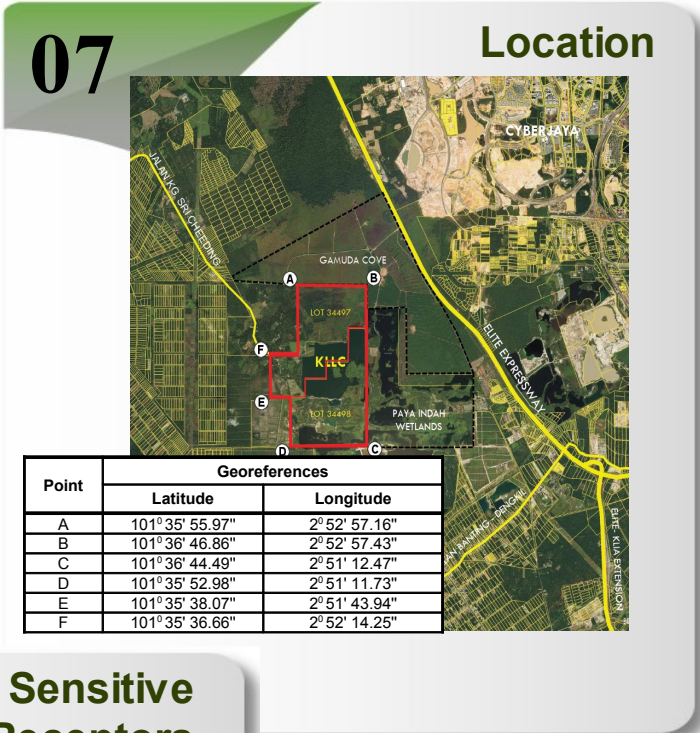 07
Location
CYBERJAYA
JALAN KG SRI CHEEDING
GAMUDA COVE
A
B
LOT 34497
ELITE EXPRESSWAY
F
KLLC
E
LOT 34498
PAYA INDAH
WETLANDS
D
C
BANTING - DENGKIL
ELITE- KLIA EXTENSION
Point Georeferences
Latitude Longitude
A 101⁰ 35' 55.97" 2⁰ 52' 57.16"
B 101⁰ 36' 46.86" 2⁰ 52' 57.43"
C 101⁰ 36' 44.49" 2⁰ 51' 12.47"
D 101⁰ 35' 52.98" 2⁰ 51' 11.73"
E 101⁰ 35' 38.07" 2⁰ 51' 43.94"
F 101⁰ 35' 36.66" 2⁰ 52' 14.25"
Sensitive
Receptors